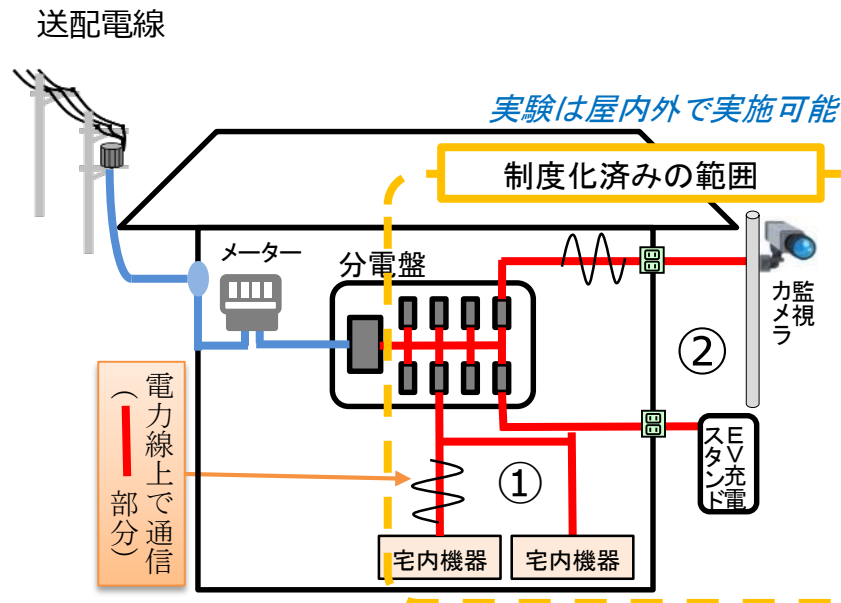 送配電線
実験は屋内外で実施可能
制度化済みの範囲
メーター
分電盤
監視
カメラ
②
電力線上で通信
(　部分)
①
EV充電
スタンド
宅内機器
宅内機器